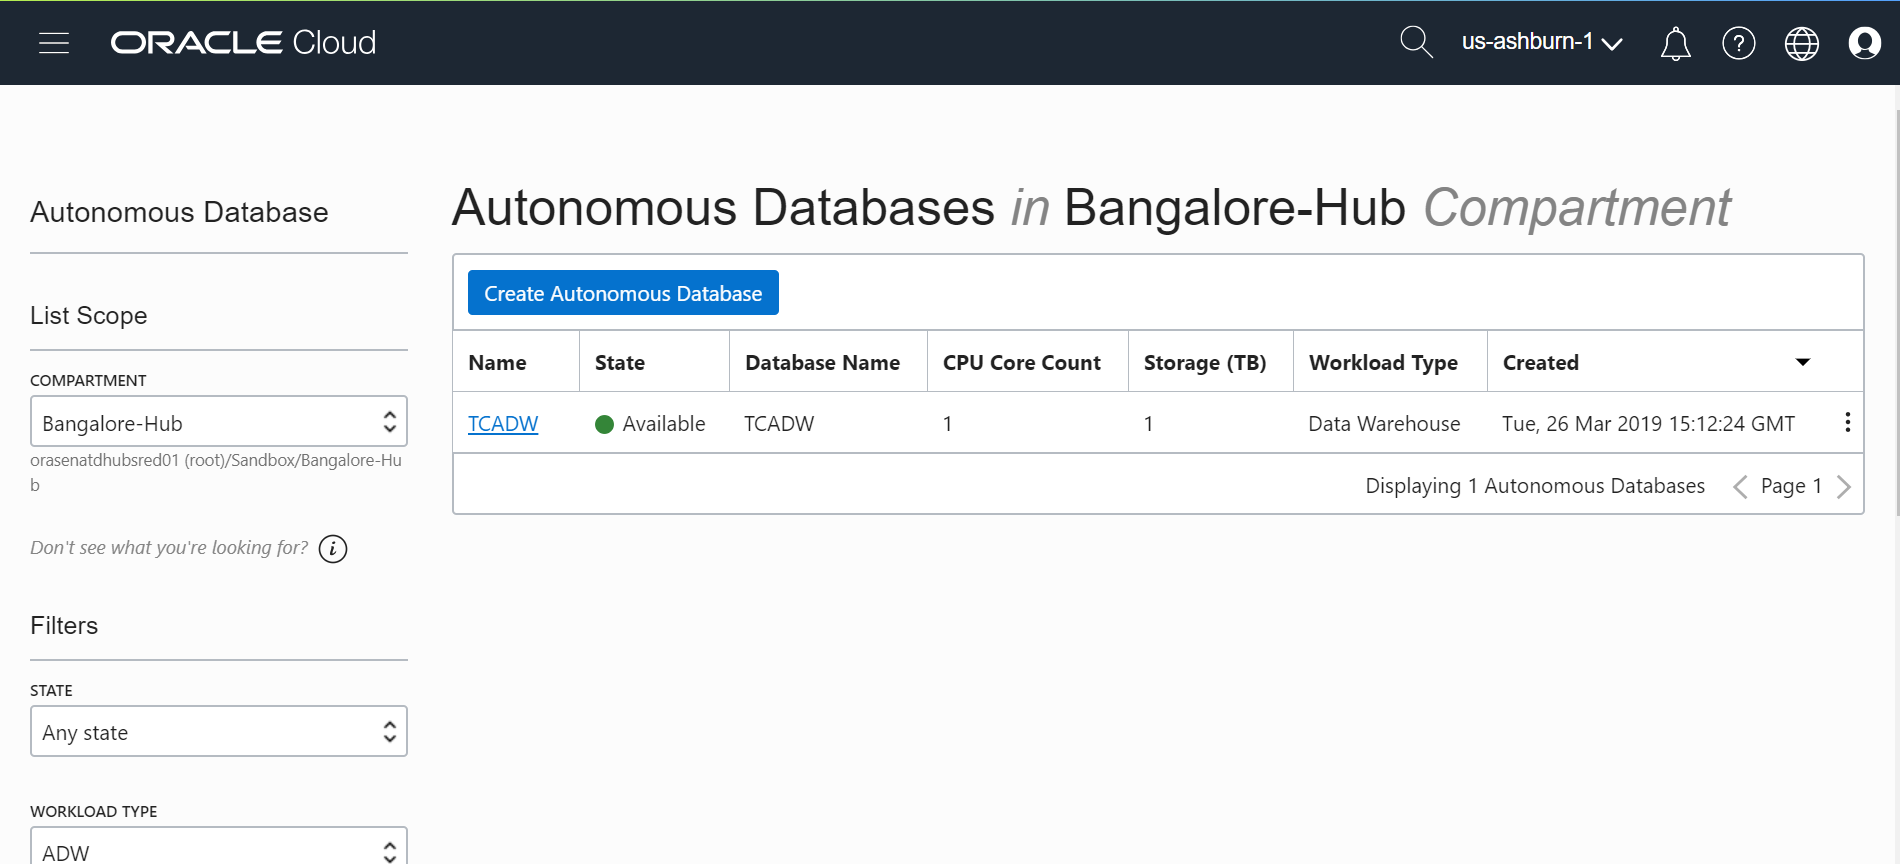 ORACLE Cloud
us-ashburn-1
?
Autonomous Database
List Scope
COMPARTMENT
Bangalore-Hub
orasenatdhubsred01 (root)/Sandbox/Bangalore-Hu
b
Don't see what you're looking for? i
Filters
STATE
Any state
WORKLOAD TYPE
ADW
Autonomous Databases in Bangalore-Hub Compartment
Create Autonomous Database
Name State Database Name CPU Core Count Storage (TB) Workload Type Created
TCADW Available TCADW 1 1 Data Warehouse Tue, 26 Mar 2019 15:12:24 GMT
Displaying 1 Autonomous Databases Page 1